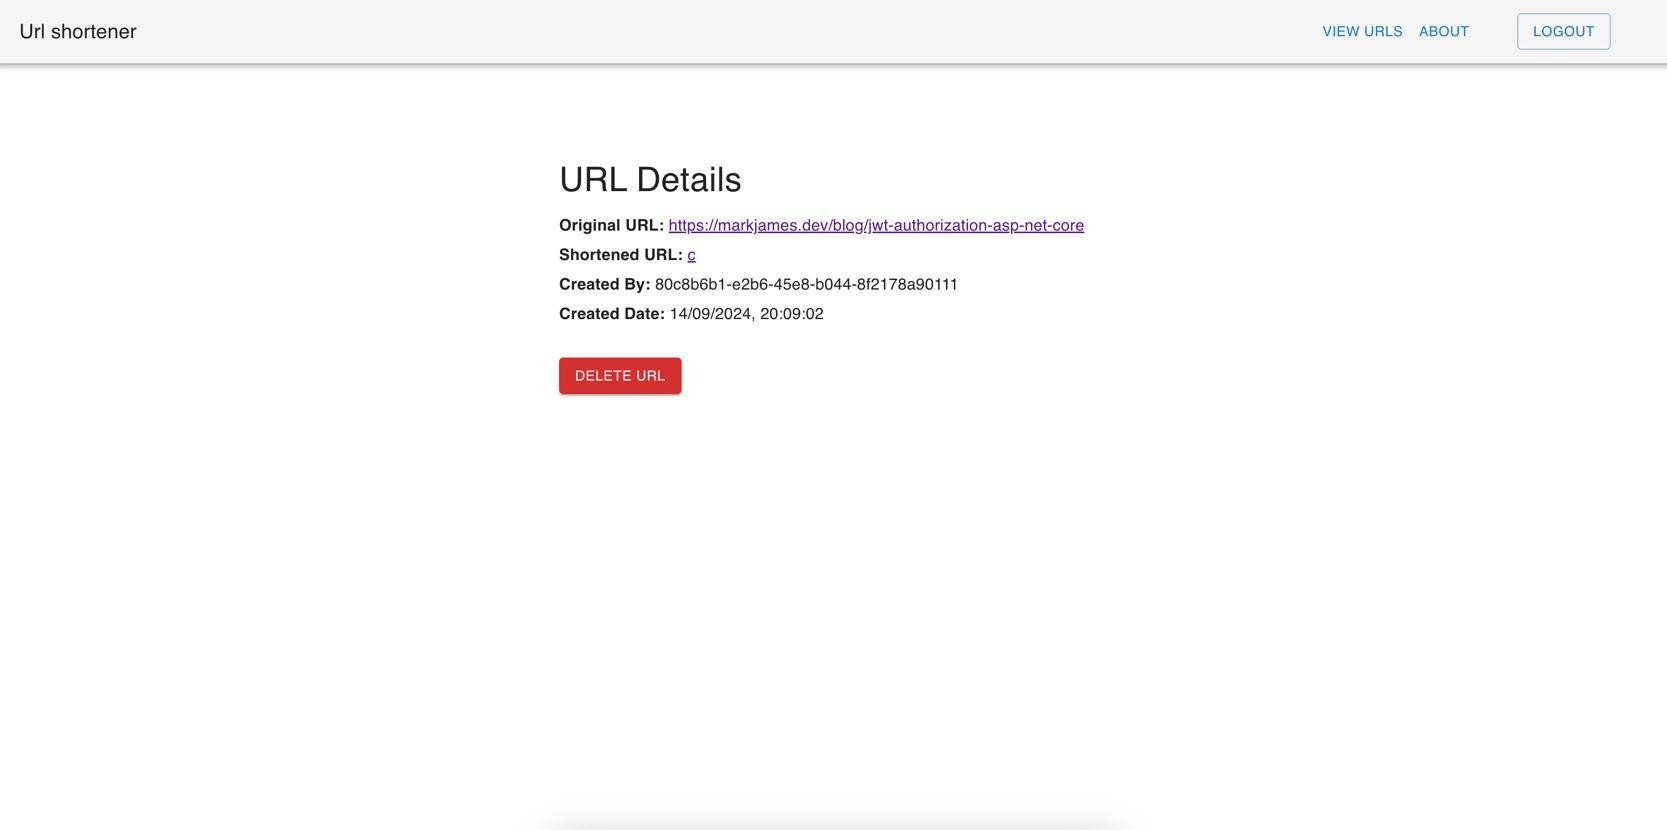 Url shortener
VIEW URLS ABOUT LOGOUT
URL Details
Original URL: https://markjames.dev/blog/jwt-authorization-asp-net-core
Shortened URL: c
Created By: 80c8b6b1-e2b6-45e8-b044-8f2178a90111
Created Date: 14/09/2024, 20:09:02
DELETE URL